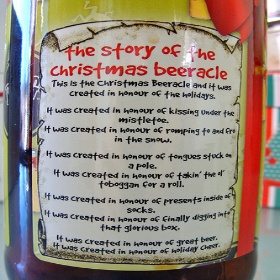 the story of the
christmas beeracle
This is the Christmas Beeracle and it was
created in honour of the holidays.
It was created in honour of kissing under the
mistletoe.
It was created in honour of romping to and fro
in the snow.
It was created in honour of tongues stuck on
a pole.
It was created in honour of takin' the ol'
toboggan for a roll.
It was created in honour of presents inside of
socks.
It was created in honour of finally digging into
that glorious box.
It was created in honour of great beer.
It was created in honour of holiday cheer.